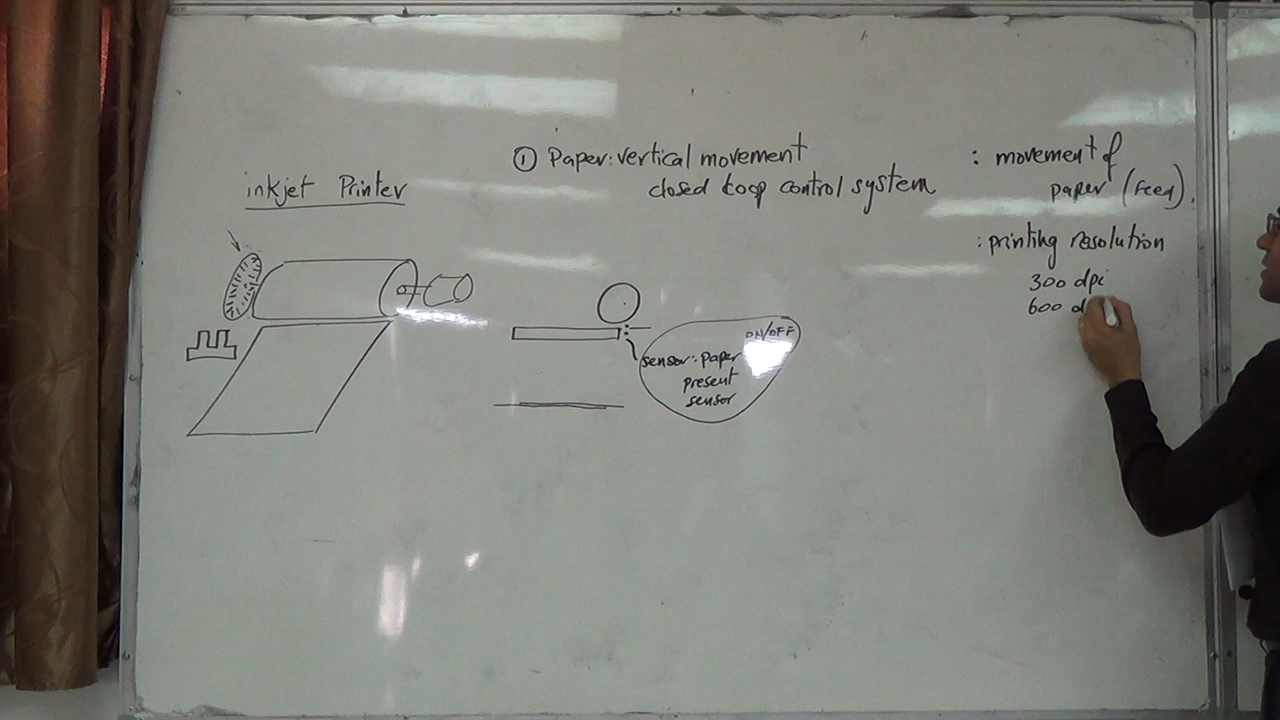 inkjet Printer
① Paper: vertical movement
closed loop control system
: movement of
paper (Feed).
: printing resolution
300 dpi
600 d
ON/OFF
sensor: paper
present
sensor